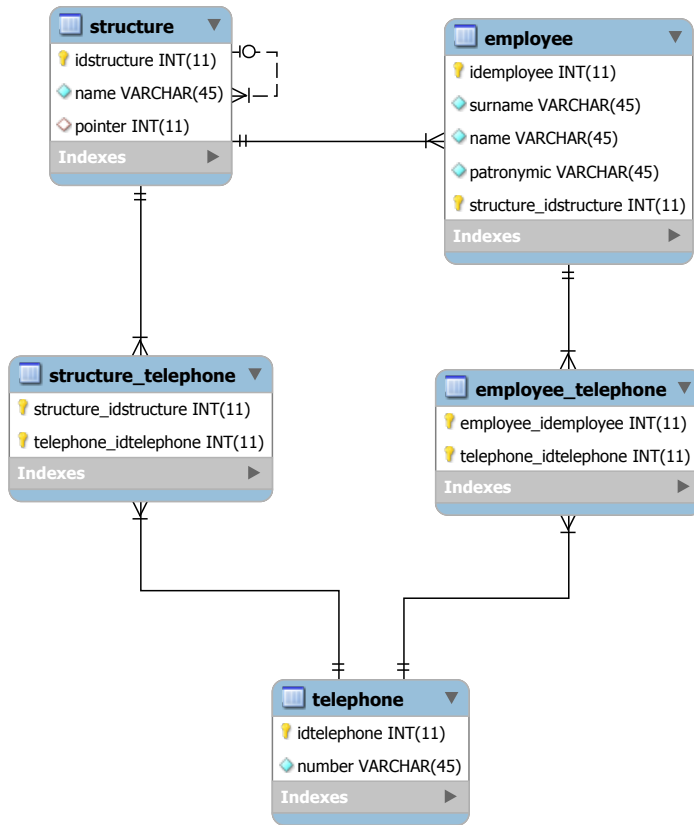 structure
idstructure INT(11)
name VARCHAR(45)
pointer INT(11)
Indexes
employee
idemployee INT(11)
surname VARCHAR(45)
name VARCHAR(45)
patronymic VARCHAR(45)
structure_idstructure INT(11)
Indexes
structure_telephone
structure_idstructure INT(11)
telephone_idtelephone INT(11)
Indexes
employee_telephone
employee_idemployee INT(11)
telephone_idtelephone INT(11)
Indexes
telephone
idtelephone INT(11)
number VARCHAR(45)
Indexes